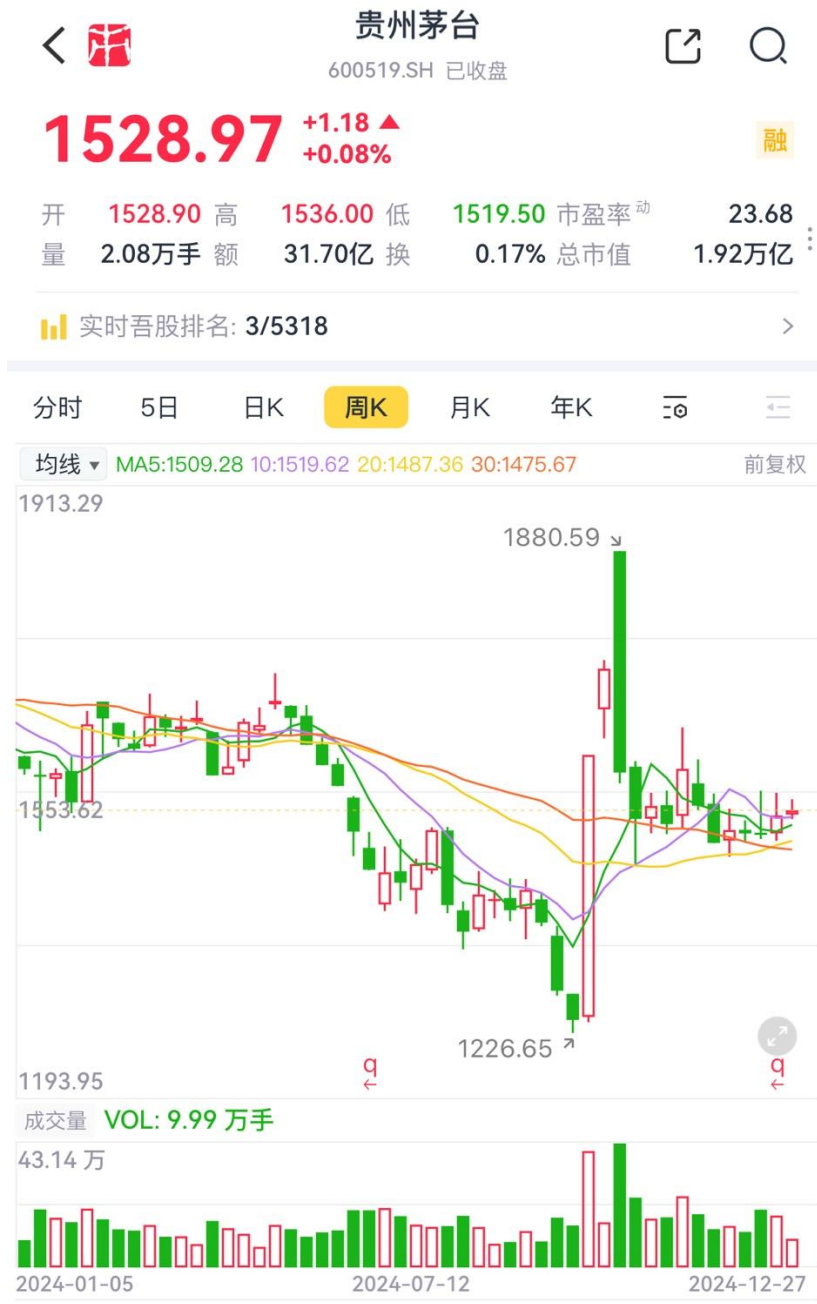 贵州茅台
600519.SH 已收盘
1528.97 +1.18
+0.08%
融
开 1528.90 高 1536.00 低 1519.50 市盈率动 23.68
量 2.08万手 额 31.70亿 换 0.17% 总市值 1.92万亿
实时吾股排名: 3/5318
分时 5日 日K 周K 月K 年K
均线 MA5:1509.28 10:1519.62 20:1487.36 30:1475.67 前复权
1913.29
1880.59
1553.62
1226.65
q q
1193.95
成交量 VOL: 9.99 万手
43.14 万
2024-01-05 2024-07-12 2024-12-27